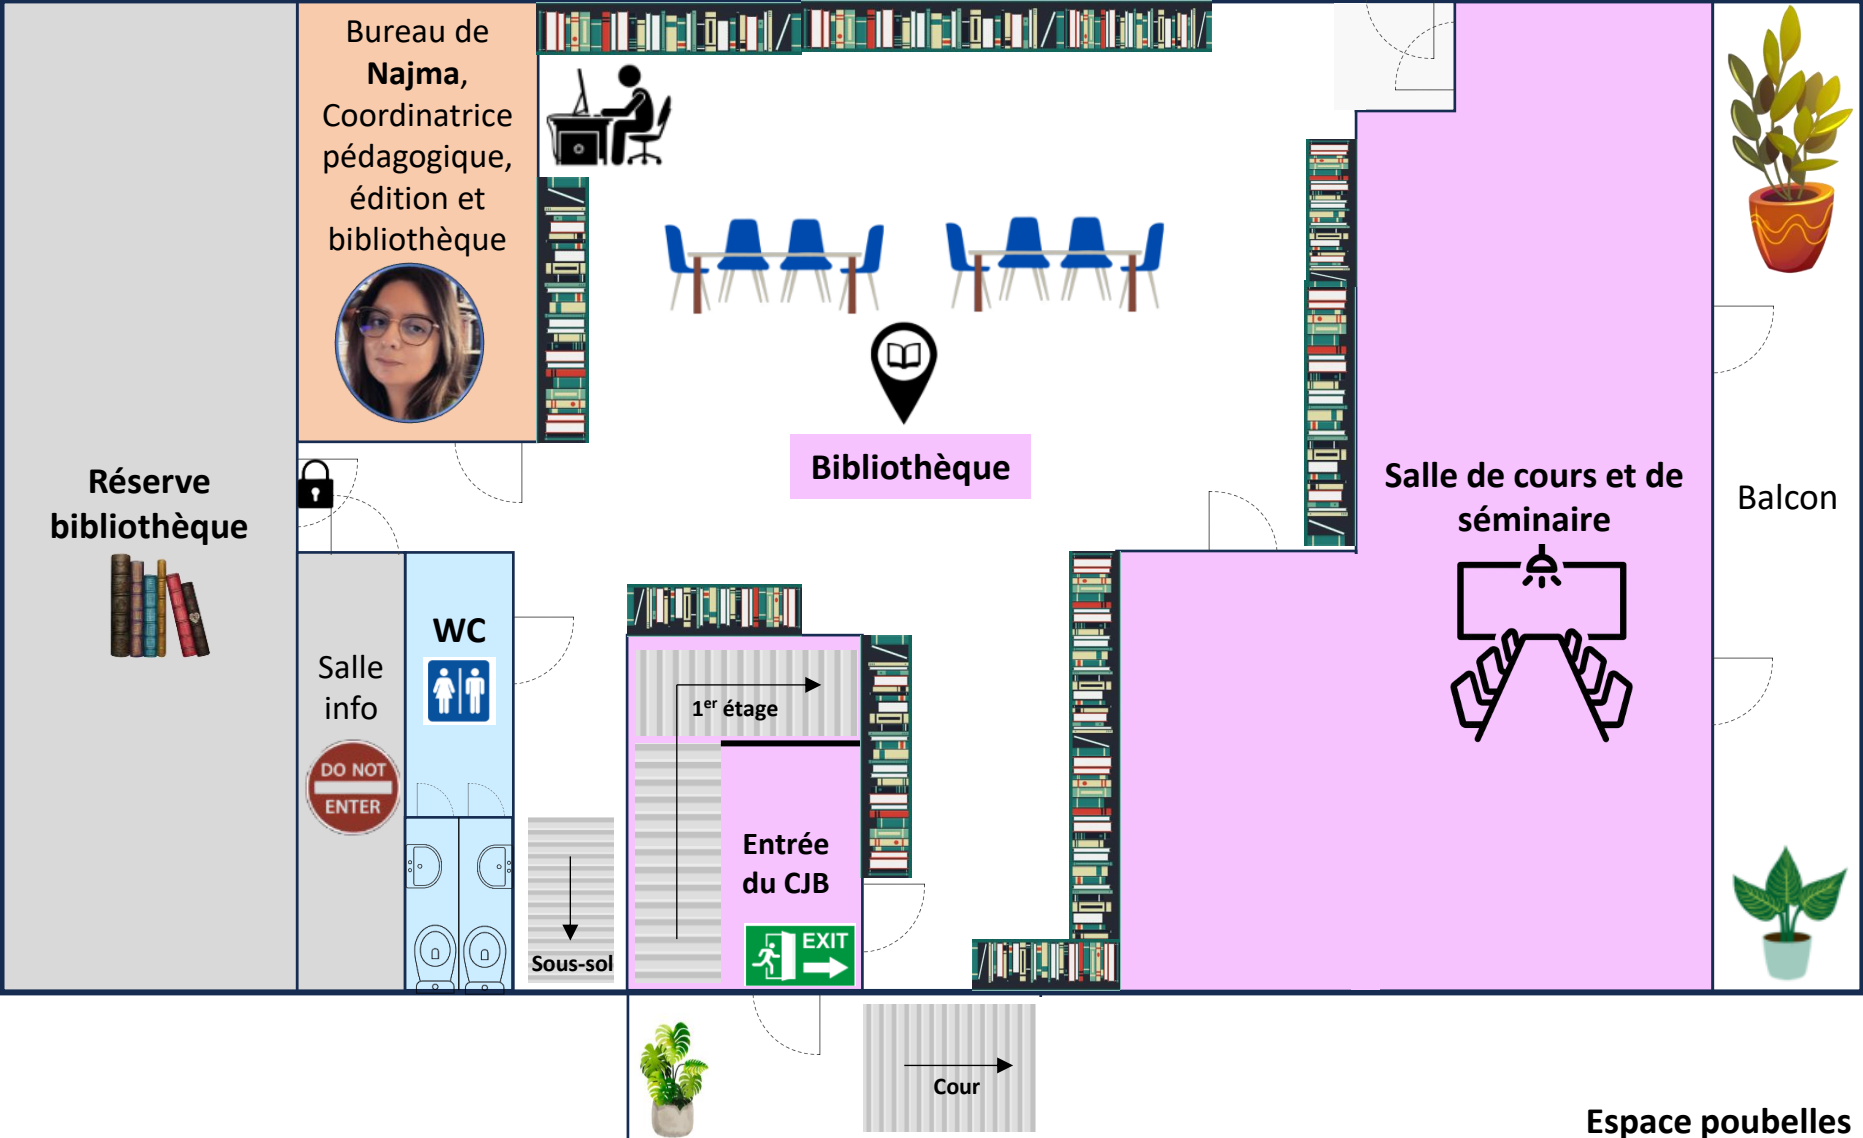 Bureau de
Najma,
Coordinatrice
pédagogique,
édition et
bibliothèque
Réserve
bibliothèque
Bibliothèque
Salle de cours et de
séminaire
Balcon
WC
Salle
info
DO NOT
ENTER
1er étage
Entrée
du CJB
EXIT
Sous-sol
Cour
Espace poubelles